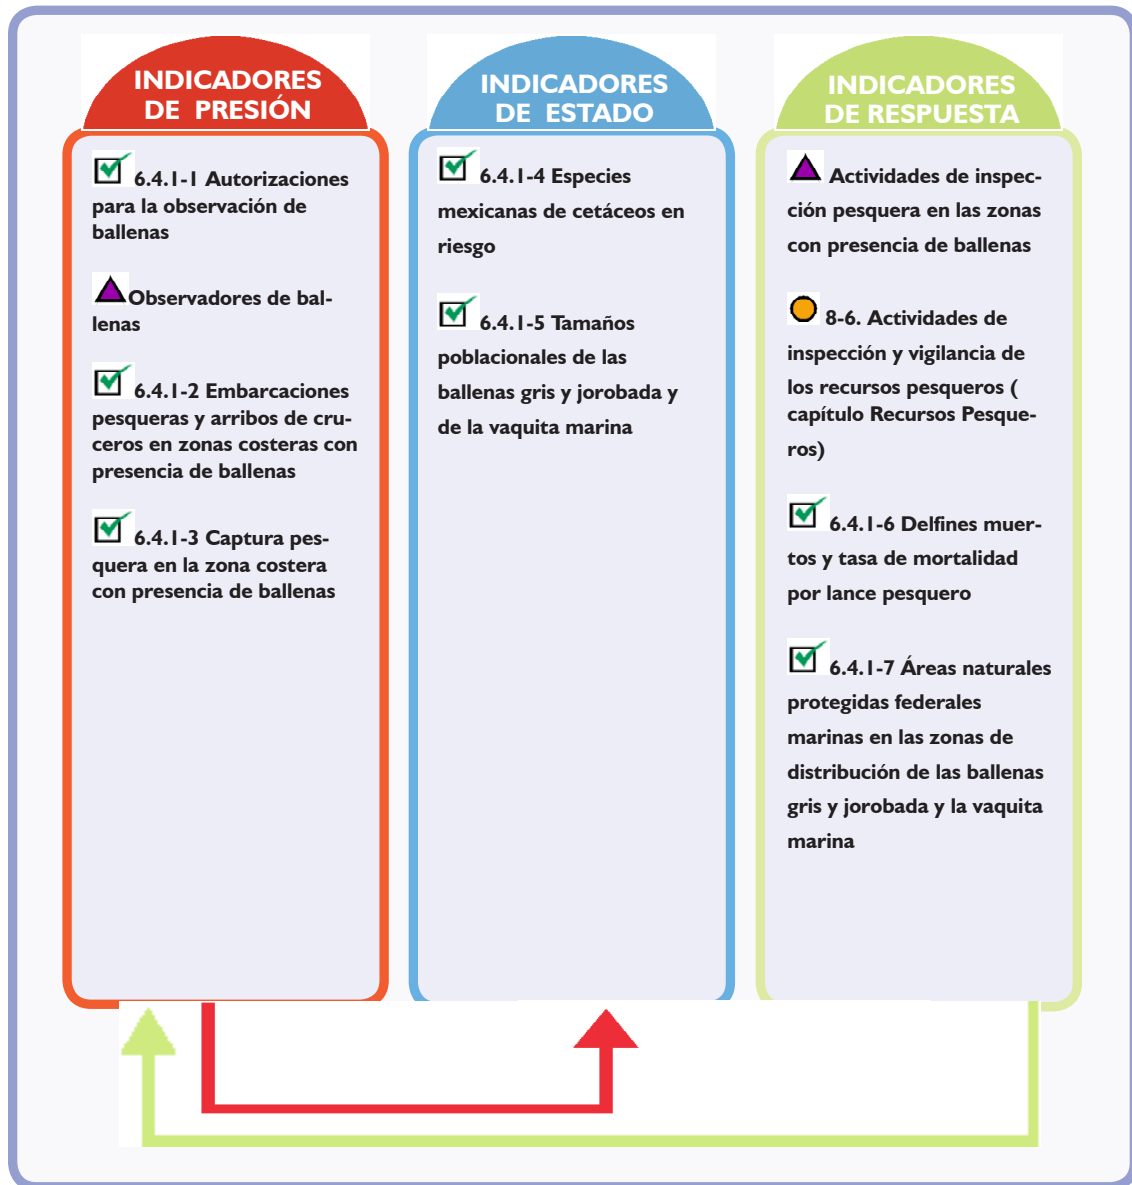 INDICADORES
DE PRESIÓN
6.4.1-1 Autorizaciones
para la observación de
ballenas
Observadores de bal-
lenas
6.4.1-2 Embarcaciones
pesqueras y arribos de cru-
ceros en zonas costeras con
presencia de ballenas
6.4.1-3 Captura pes-
quera en la zona costera
con presencia de ballenas
INDICADORES
DE ESTADO
6.4.1-4 Especies
mexicanas de cetáceos en
riesgo
6.4.1-5 Tamaños
poblacionales de las
ballenas gris y jorobada y
de la vaquita marina
INDICADORES
DE RESPUESTA
Actividades de inspec-
ción pesquera en las zonas
con presencia de ballenas
8-6. Actividades de
inspección y vigilancia de
los recursos pesqueros (
capítulo Recursos Pesque-
ros)
6.4.1-6 Delfines muer-
tos y tasa de mortalidad
por lance pesquero
6.4.1-7 Áreas naturales
protegidas federales
marinas en las zonas de
distribución de las ballenas
gris y jorobada y la vaquita
marina